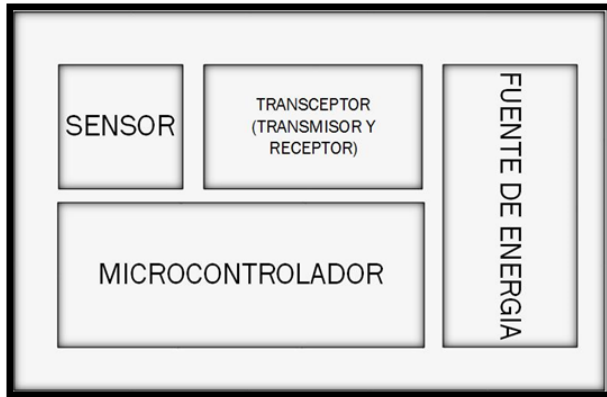 SENSOR
TRANSCEPTOR
(TRANSMISOR Y
RECEPTOR)
MICROCONTROLADOR
FUENTE DE ENERGIA